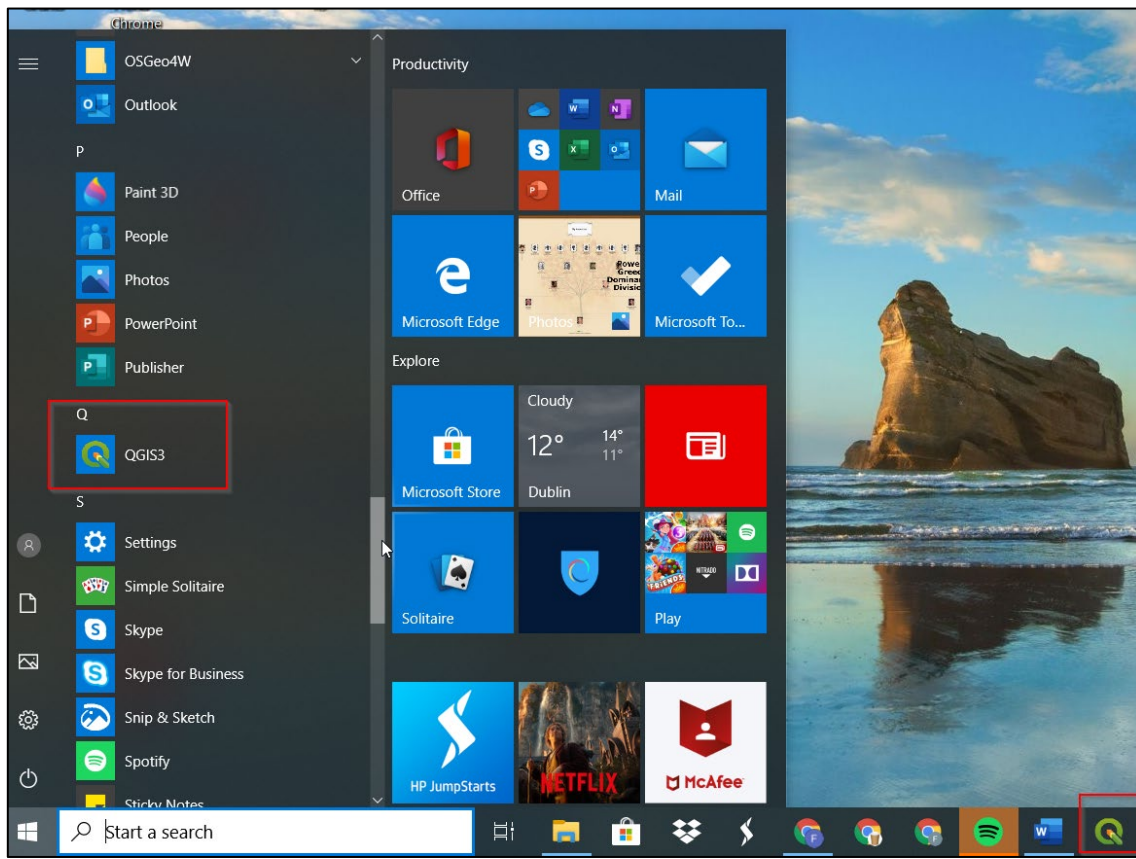 Chrome
OSGeo4W
Outlook
P
Paint 3D
People
Photos
PowerPoint
Publisher
Q
QGIS3
S
Settings
Simple Solitaire
Skype
Skype for Business
Snip & Sketch
Spotify
Sticky Notes
Productivity
Office
Mail
Microsoft Edge
Photos
Microsoft To...
Explore
Microsoft Store
Cloudy
12° 14°
11°
Dublin
Solitaire
Play
HP JumpStarts
NETFLIX
McAfee
Start a search